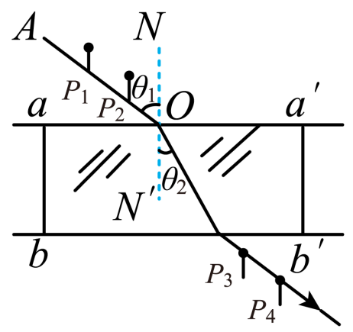 A
N
P₁
P₂
θ₁
a
O
a′
N′
θ₂
b
b′
P₃
P₄